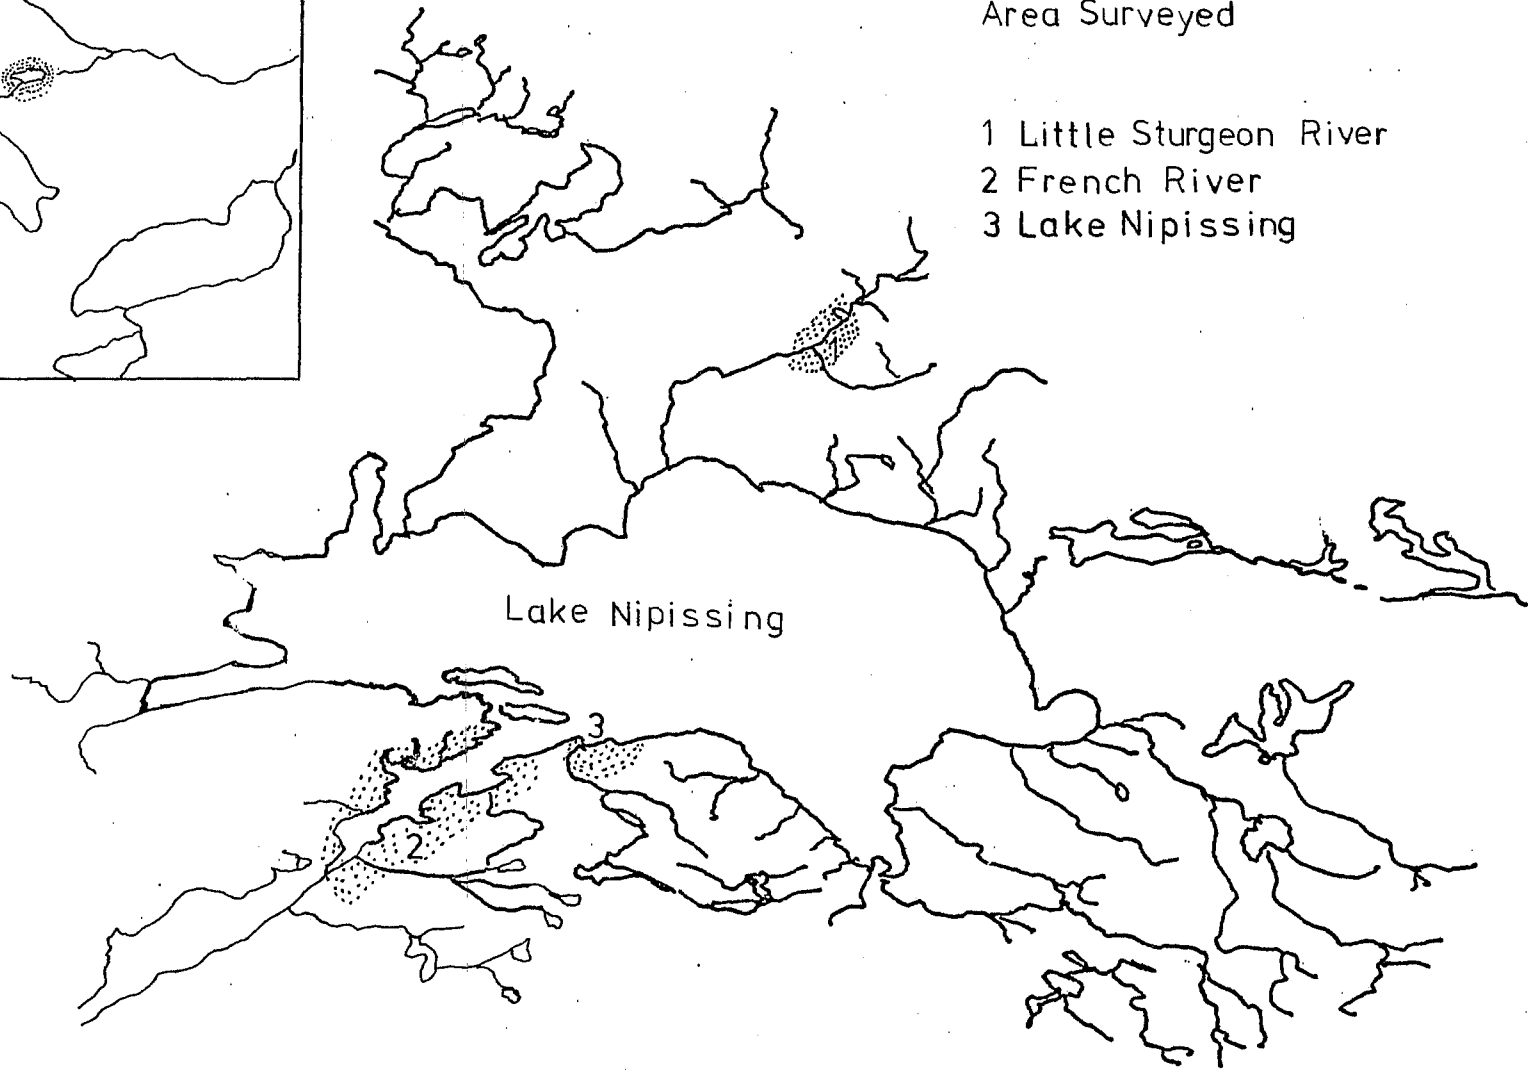 Area Surveyed
1 Little Sturgeon River
2 French River
3 Lake Nipissing
1
Lake Nipissing
3
2